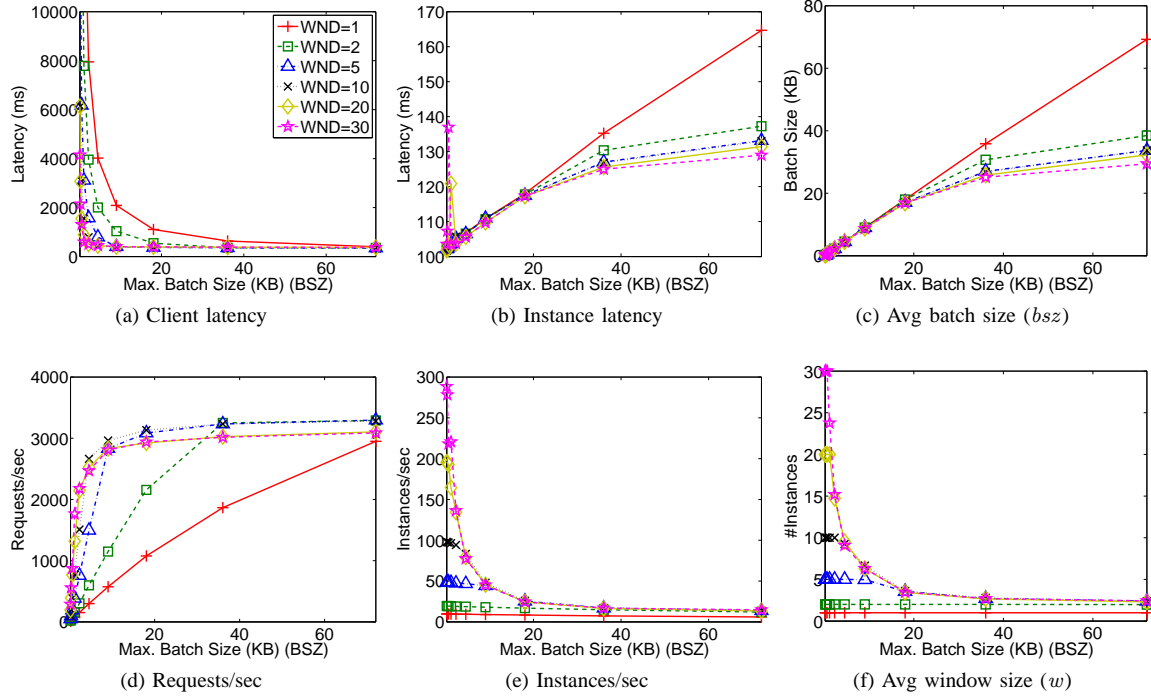 10000
8000
6000
4000
2000
0
Latency (ms)
0 20 40 60
Max. Batch Size (KB) (BSZ)
WND=1
WND=2
WND=5
WND=10
WND=20
WND=30
(a) Client latency
170
160
150
140
130
120
110
100
Latency (ms)
0 20 40 60
Max. Batch Size (KB) (BSZ)
(b) Instance latency
80
60
40
20
0
Batch Size (KB)
0 20 40 60
Max. Batch Size (KB) (BSZ)
(c) Avg batch size (bsz)
4000
3000
2000
1000
0
Requests/sec
0 20 40 60
Max. Batch Size (KB) (BSZ)
(d) Requests/sec
300
250
200
150
100
50
0
Instances/sec
0 20 40 60
Max. Batch Size (KB) (BSZ)
(e) Instances/sec
30
25
20
15
10
5
0
#Instances
0 20 40 60
Max. Batch Size (KB) (BSZ)
(f) Avg window size (w)